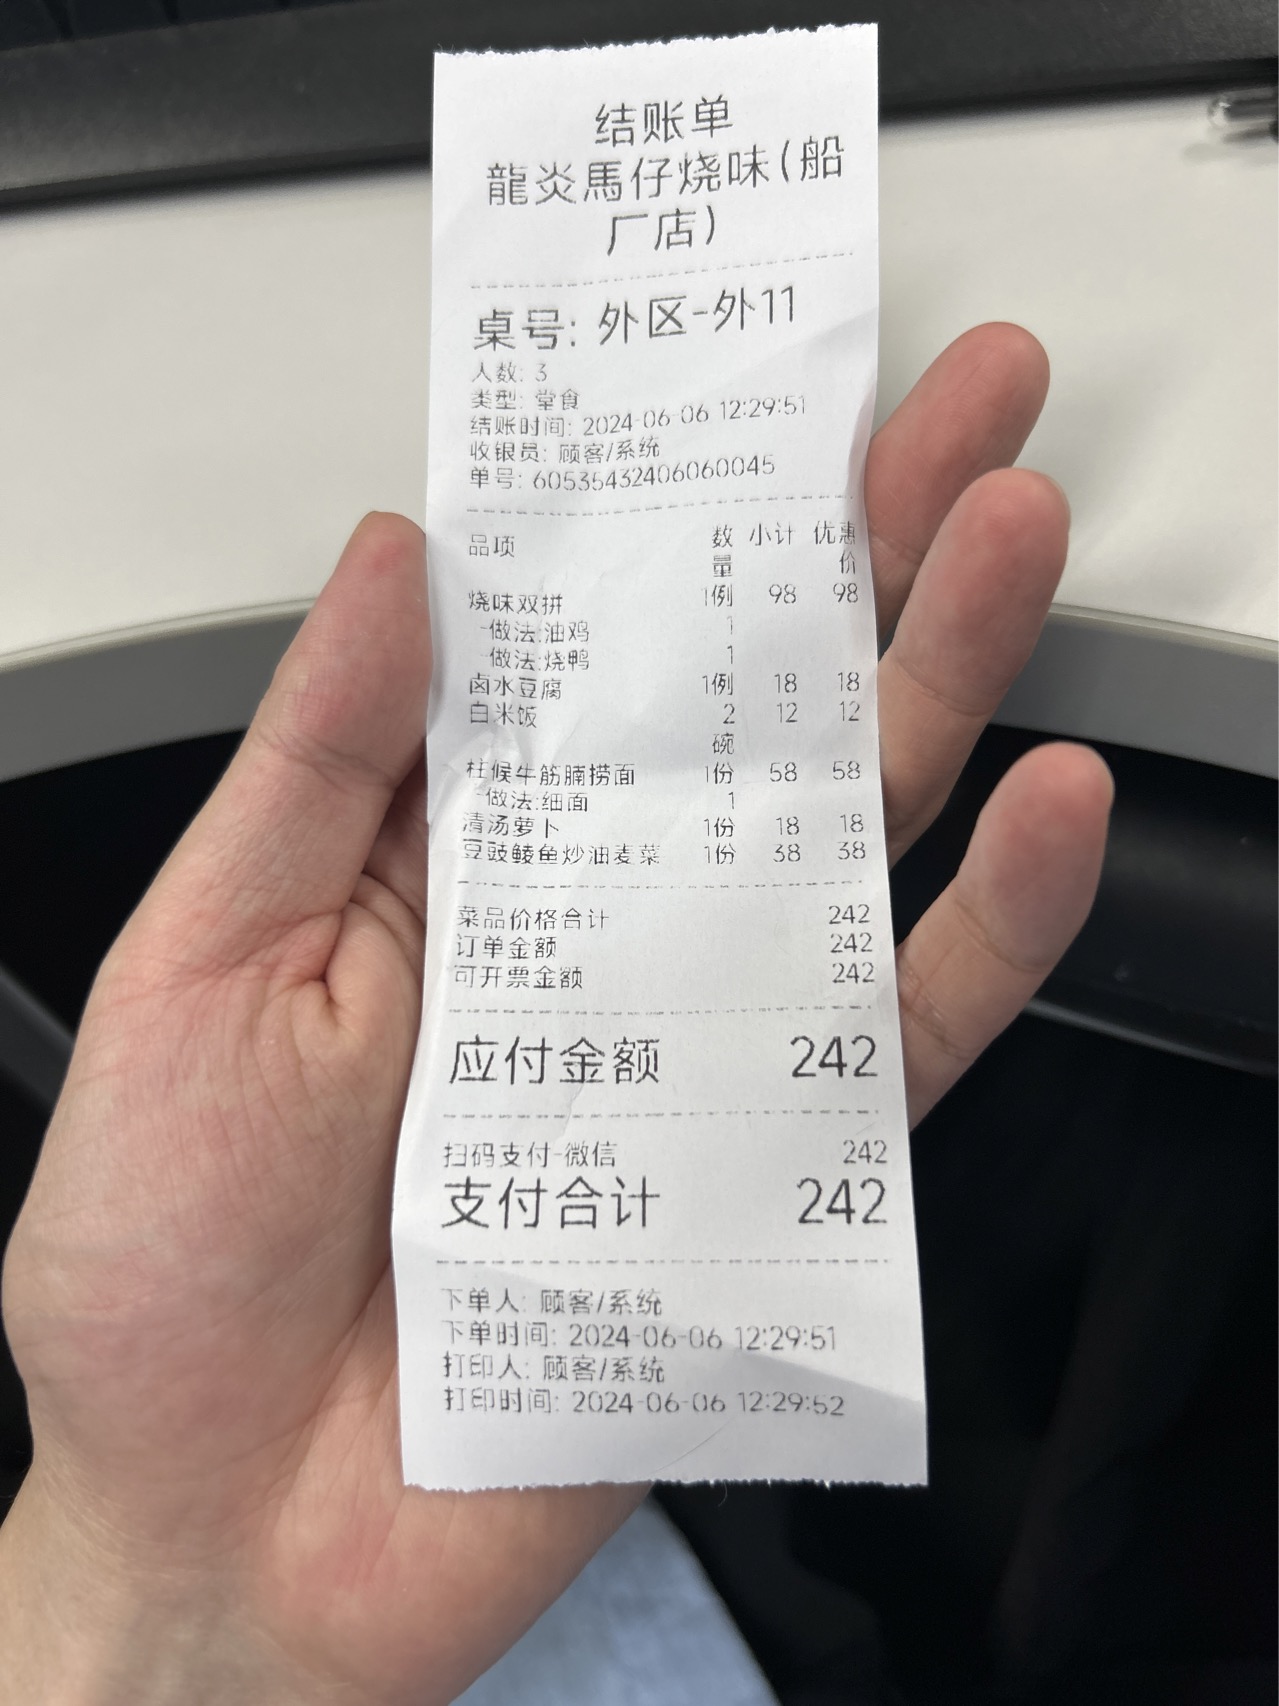 结账单
龍炎馬仔烧味(船
厂店)
桌号: 外区-外11
人数: 3
类型: 堂食
结账时间: 2024-06-06 12:29:51
收银员: 顾客/系统
单号: 60535432406060045
品项 数量 小计 优惠价
烧味双拼 1例 98 98
-做法:油鸡 1
-做法:烧鸭 1
卤水豆腐 1例 18 18
白米饭 2碗 12 12
柱候牛筋腩捞面 1份 58 58
-做法:细面 1
清汤萝卜 1份 18 18
豆豉鲮鱼炒油麦菜 1份 38 38
菜品价格合计 242
订单金额 242
可开票金额 242
应付金额 242
扫码支付-微信 242
支付合计 242
下单人: 顾客/系统
下单时间: 2024-06-06 12:29:51
打印人: 顾客/系统
打印时间: 2024-06-06 12:29:52